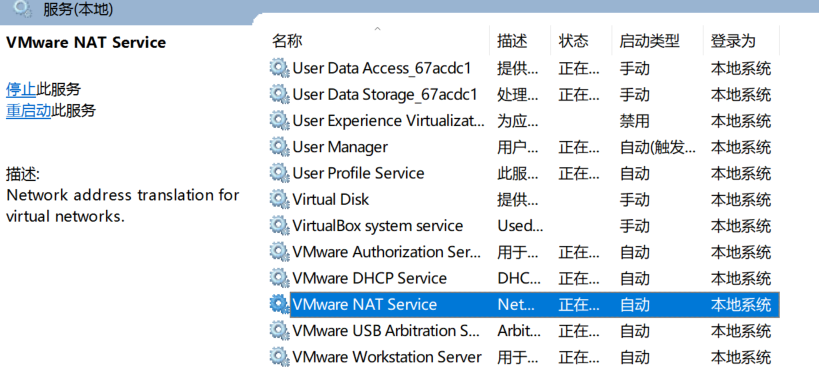 服务(本地)
VMware NAT Service
停止此服务
重启动此服务
描述:
Network address translation for
virtual networks.
名称 描述 状态 启动类型 登录为
User Data Access_67acdc1 提供... 正在... 手动 本地系统
User Data Storage_67acdc1 处理... 正在... 手动 本地系统
User Experience Virtualizat... 为应... 禁用 本地系统
User Manager 用户... 正在... 自动(触发... 本地系统
User Profile Service 此服... 正在... 自动 本地系统
Virtual Disk 提供... 手动 本地系统
VirtualBox system service Used... 手动 本地系统
VMware Authorization Ser... 用于... 正在... 自动 本地系统
VMware DHCP Service DHC... 正在... 自动 本地系统
VMware NAT Service Net... 正在... 自动 本地系统
VMware USB Arbitration S... Arbit... 正在... 自动 本地系统
VMware Workstation Server 用于... 正在... 自动 本地系统